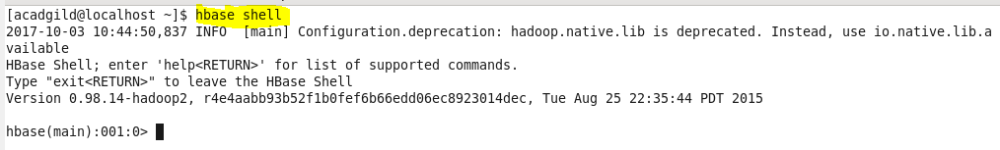 [acadgild@localhost ~]$ hbase shell
2017-10-03 10:44:50,837 INFO  [main] Configuration.deprecation: hadoop.native.lib is deprecated. Instead, use io.native.lib.a
vailable
HBase Shell; enter 'help<RETURN>' for list of supported commands.
Type "exit<RETURN>" to leave the HBase Shell
Version 0.98.14-hadoop2, r4e4aabb93b52f1b0fef6b66edd06ec8923014dec, Tue Aug 25 22:35:44 PDT 2015
hbase(main):001:0>